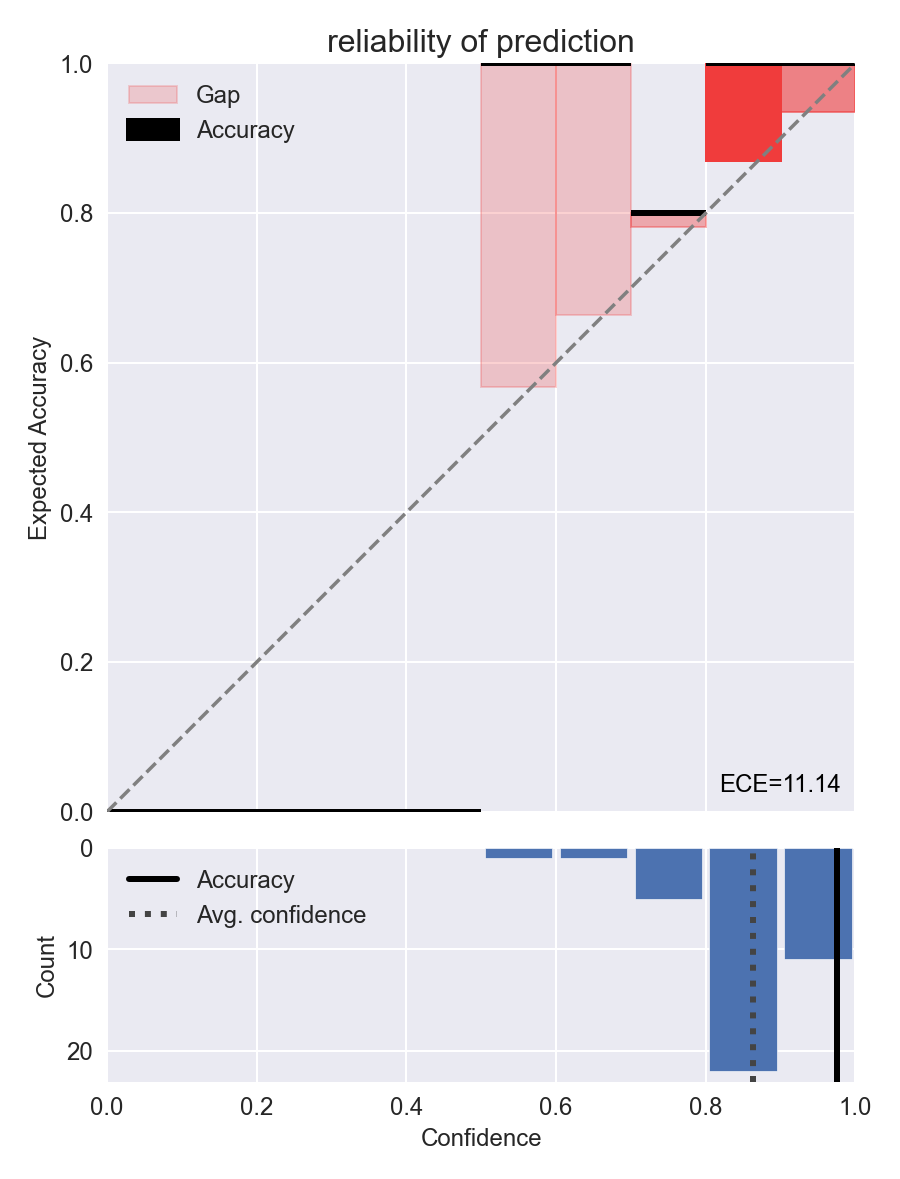 reliability of prediction
1.0
0.8
0.6
0.4
0.2
0.0
Expected Accuracy
Gap
Accuracy
ECE=11.14
0
10
20
Count
Accuracy
Avg. confidence
0.0 0.2 0.4 0.6 0.8 1.0
Confidence